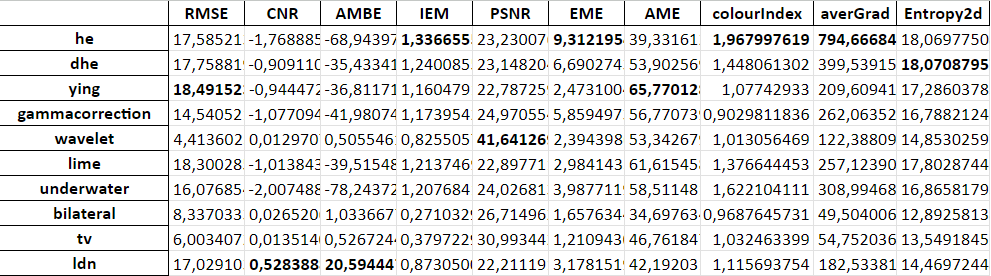 RMSE CNR AMBE IEM PSNR EME AME colourIndex averGrad Entropy2d
he 17,58521 -1,768885 -68,94397 1,336655 23,23007 9,312195 39,33161 1,967997619 794,66684 18,0697750
dhe 17,75881 -0,909110 -35,43341 1,240085 23,14820 6,690274 53,90256 1,448061302 399,53915 18,0708795
ying 18,49152 -0,944472 -36,81171 1,160479 22,78725 2,473100 65,77012 1,07742933 209,60941 17,2860378
gammacorrection 14,54052 -1,077094 -41,98074 1,173954 24,97055 5,859497 56,77073 0,9029811836 262,06352 16,7882124
wavelet 4,413602 0,012970 0,505546 0,825505 41,64126 2,394398 53,34267 1,013056469 122,38809 14,8530259
lime 18,30028 -1,013843 -39,51548 1,213746 22,89771 2,984143 61,61545 1,376644453 257,12390 17,8028744
underwater 16,07685 -2,007488 -78,24372 1,207684 24,02681 3,987711 58,51148 1,622104111 308,99468 16,8658179
bilateral 8,337033 0,026520 1,033667 0,271032 26,71496 1,657634 34,69763 0,9687645731 49,504006 12,8925813
tv 6,003407 0,013514 0,526724 0,379722 30,99344 1,210943 46,76184 1,032463399 54,752036 13,5491845
ldn 17,02910 0,528388 20,59444 0,873050 22,21119 3,178151 42,19203 1,115693754 182,53381 14,4697244